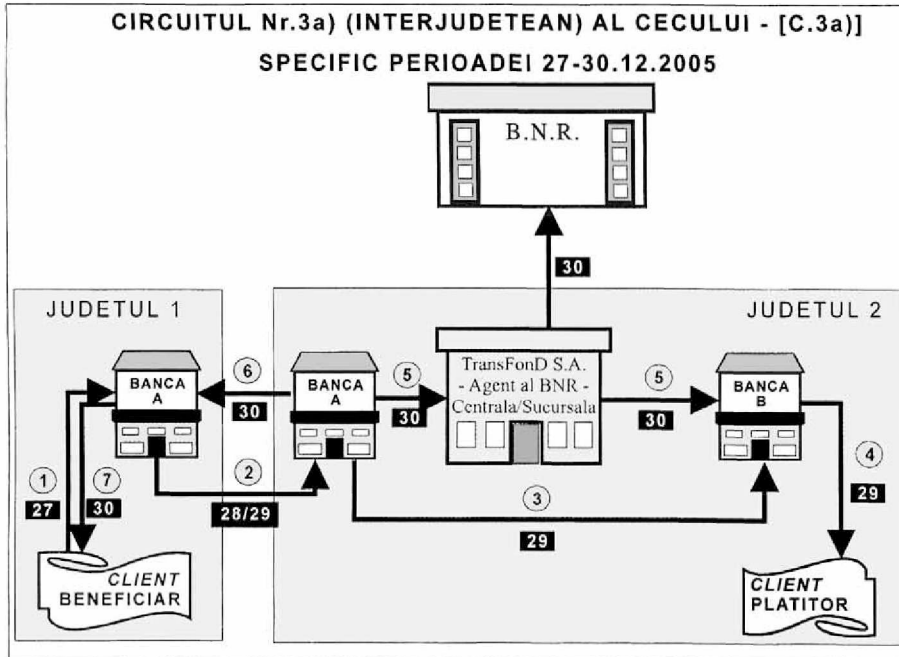 CIRCUITUL Nr.3a) (INTERJUDETEAN) AL CECULUI - [C.3a)]
SPECIFIC PERIOADEI 27-30.12.2005
B.N.R.
30
JUDETUL 1
JUDETUL 2
BANCA
A
6
30
BANCA
A
5
30
TransFonD S.A.
- Agent al BNR -
Centrala/Sucursala
5
30
BANCA
B
1
27
7
30
2
28/29
3
29
4
29
CLIENT
BENEFICIAR
CLIENT
PLATITOR